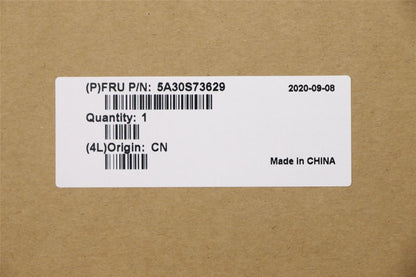 (P)FRU P/N: 5A30S73629
2020-09-08
Quantity: 1
(4L)Origin: CN
Made in CHINA